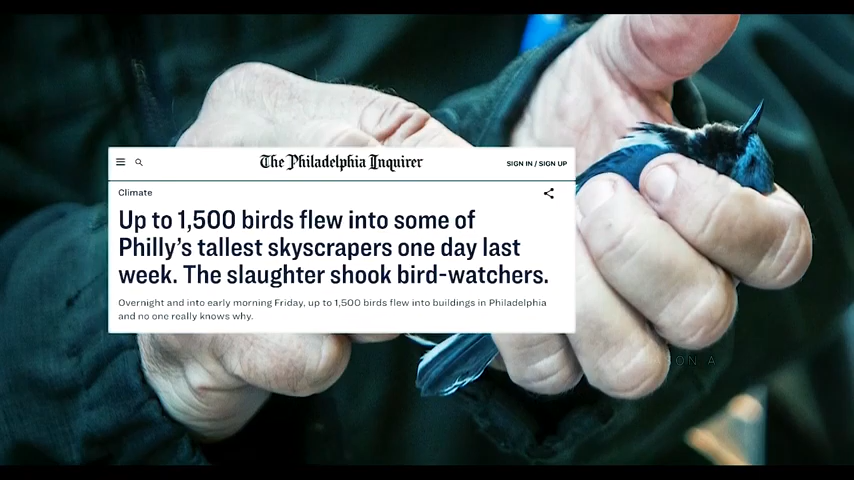 The Philadelphia Inquirer
SIGN IN / SIGN UP
Climate
Up to 1,500 birds flew into some of
Philly's tallest skyscrapers one day last
week. The slaughter shook bird-watchers.
Overnight and into early morning Friday, up to 1,500 birds flew into buildings in Philadelphia
and no one really knows why.